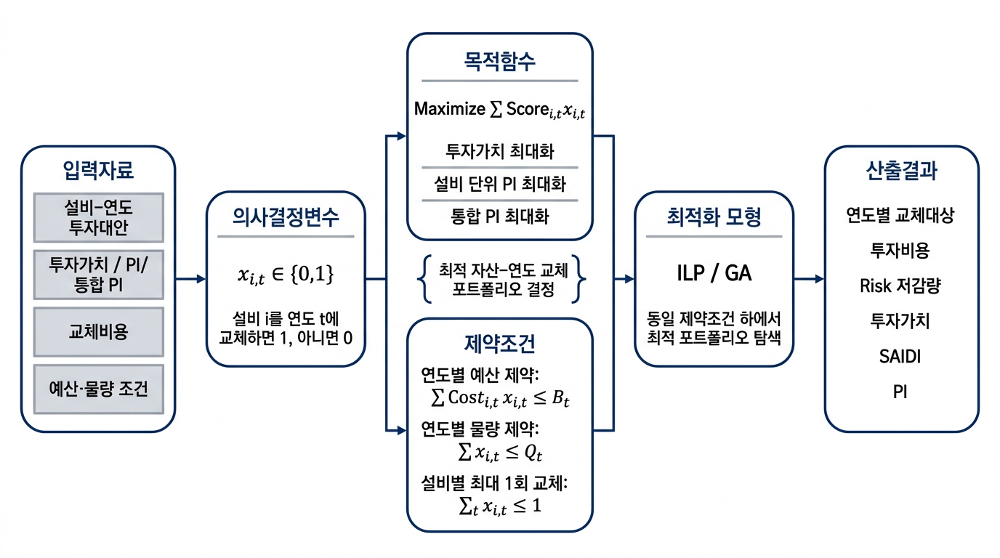 입력자료
설비-연도
투자대안
투자가치 / PI/
통합 PI
교체비용
예산·물량 조건
의사결정변수
x_{i,t} ∈ {0,1}
설비 i를 연도 t에
교체하면 1, 아니면 0
목적함수
Maximize ∑ Score_{i,t}x_{i,t}
투자가치 최대화
설비 단위 PI 최대화
통합 PI 최대화
최적 자산-연도 교체
포트폴리오 결정
제약조건
연도별 예산 제약:
∑ Cost_{i,t} x_{i,t} ≤ B_t
연도별 물량 제약:
∑ x_{i,t} ≤ Q_t
설비별 최대 1회 교체:
∑_t x_{i,t} ≤ 1
최적화 모형
ILP / GA
동일 제약조건 하에서
최적 포트폴리오 탐색
산출결과
연도별 교체대상
투자비용
Risk 저감량
투자가치
SAIDI
PI